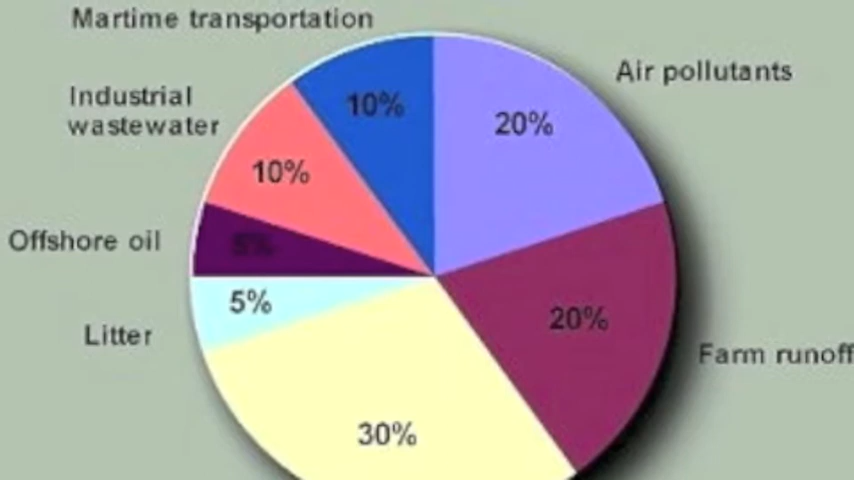 Martime transportation
Air pollutants
Industrial
wastewater
10%
20%
10%
Offshore oil
5%
5%
Litter
20%
Farm runoff
30%